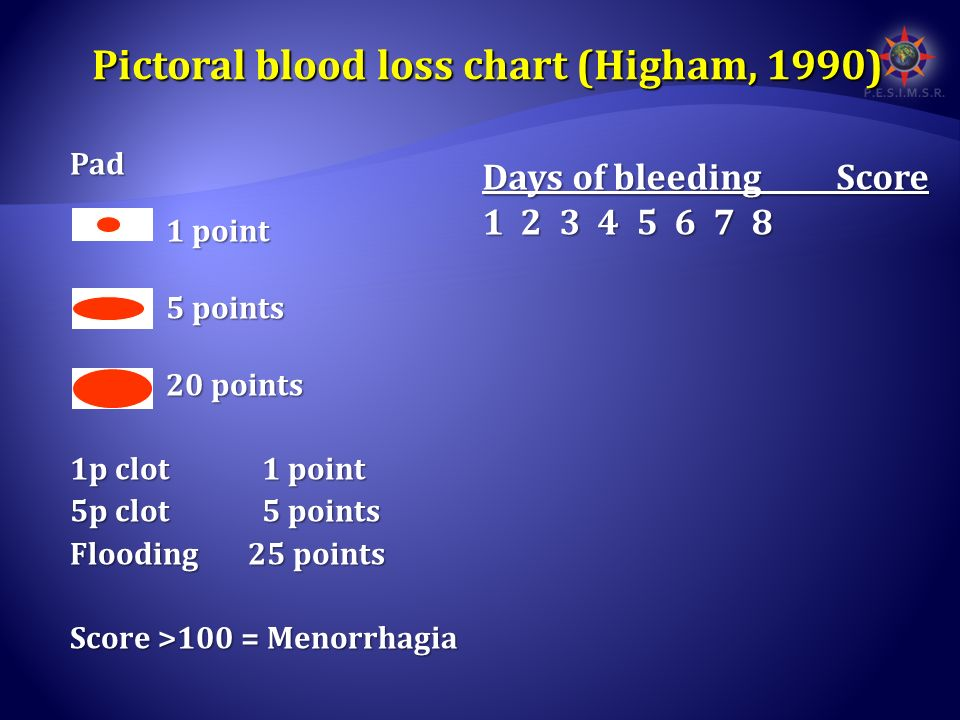 Pictoral blood loss chart (Higham, 1990)
P.E.S.I.M.S.R.
Pad
1 point
5 points
20 points
1p clot 1 point
5p clot 5 points
Flooding 25 points
Score >100 = Menorrhagia
Days of bleeding Score
1 2 3 4 5 6 7 8